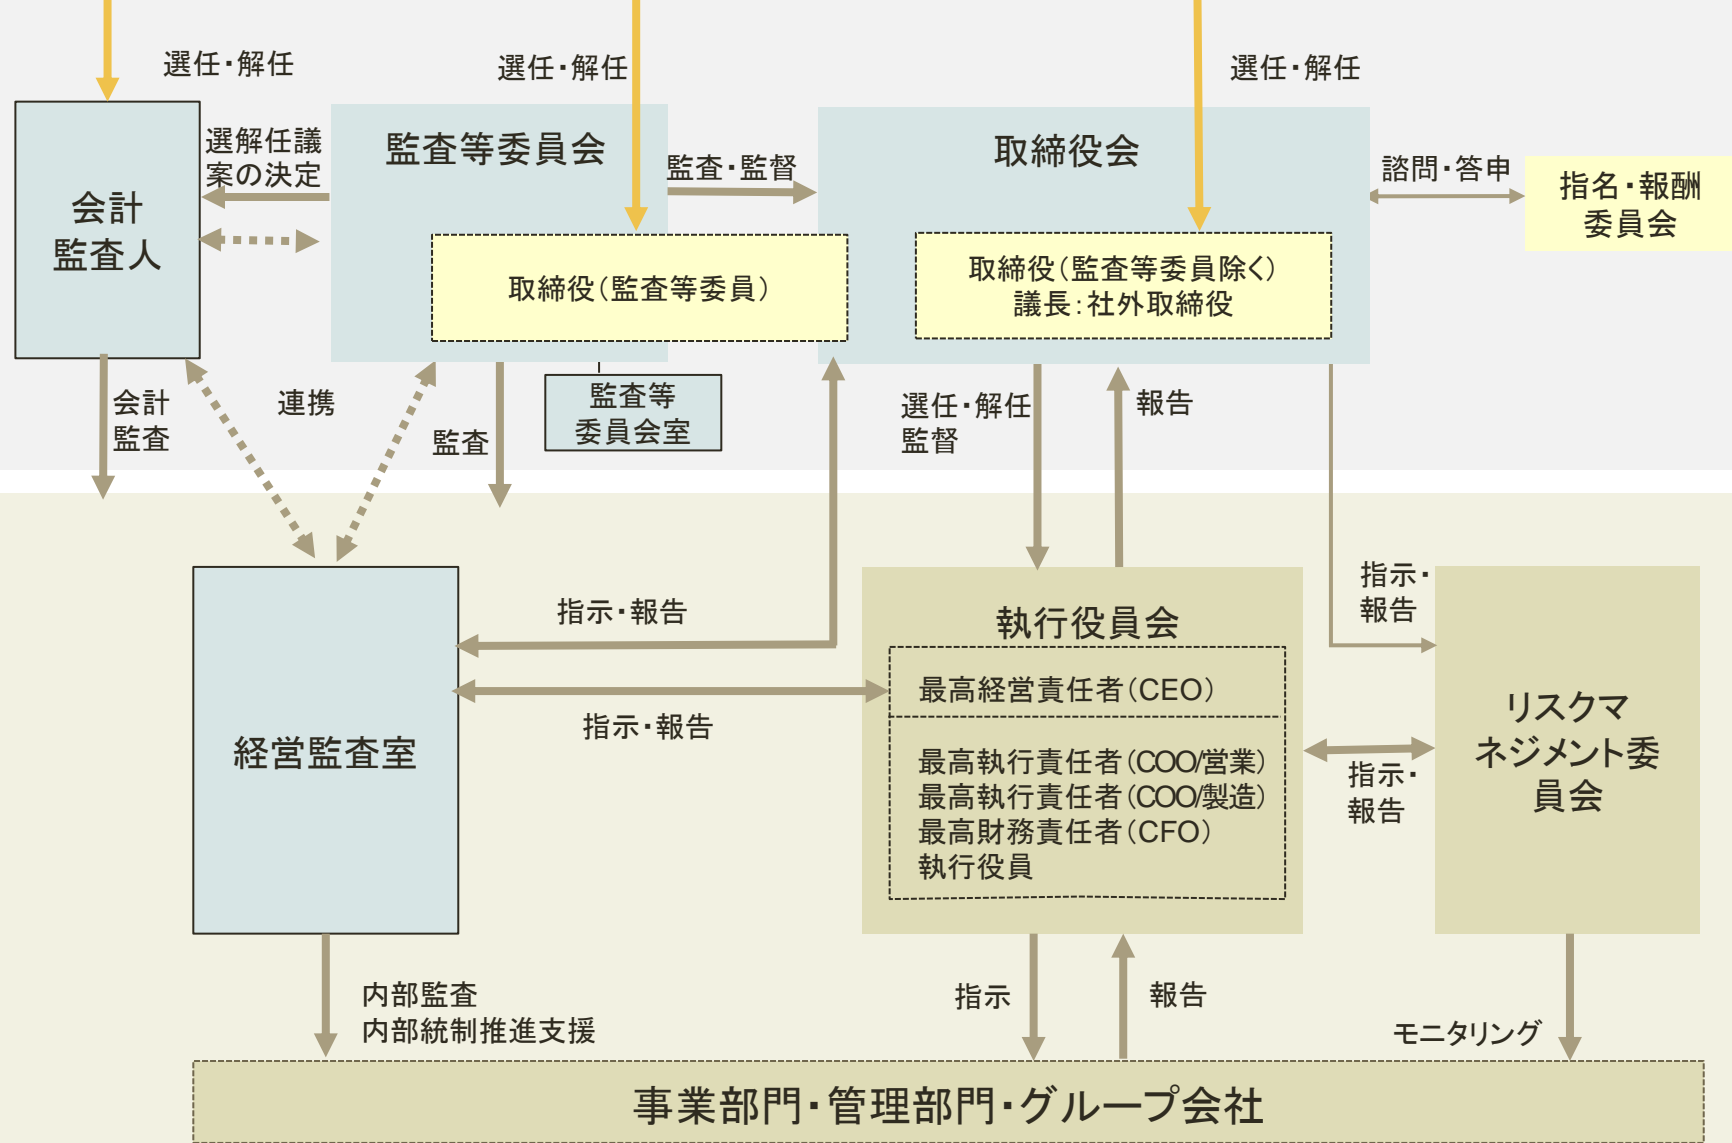 選任・解任
選任・解任
選任・解任
会計
監査人
選解任議
案の決定
監査等委員会
監査・監督
取締役会
諮問・答申
指名・報酬
委員会
取締役（監査等委員）
取締役（監査等委員除く）
議長：社外取締役
会計
監査
連携
監査
監査等
委員会室
選任・解任
監督
報告
指示・報告
指示・
報告
経営監査室
指示・報告
執行役員会
最高経営責任者（CEO）
最高執行責任者（COO/営業）
最高執行責任者（COO/製造）
最高財務責任者（CFO）
執行役員
指示・
報告
リスクマ
ネジメント委
員会
内部監査
内部統制推進支援
指示
報告
モニタリング
事業部門・管理部門・グループ会社